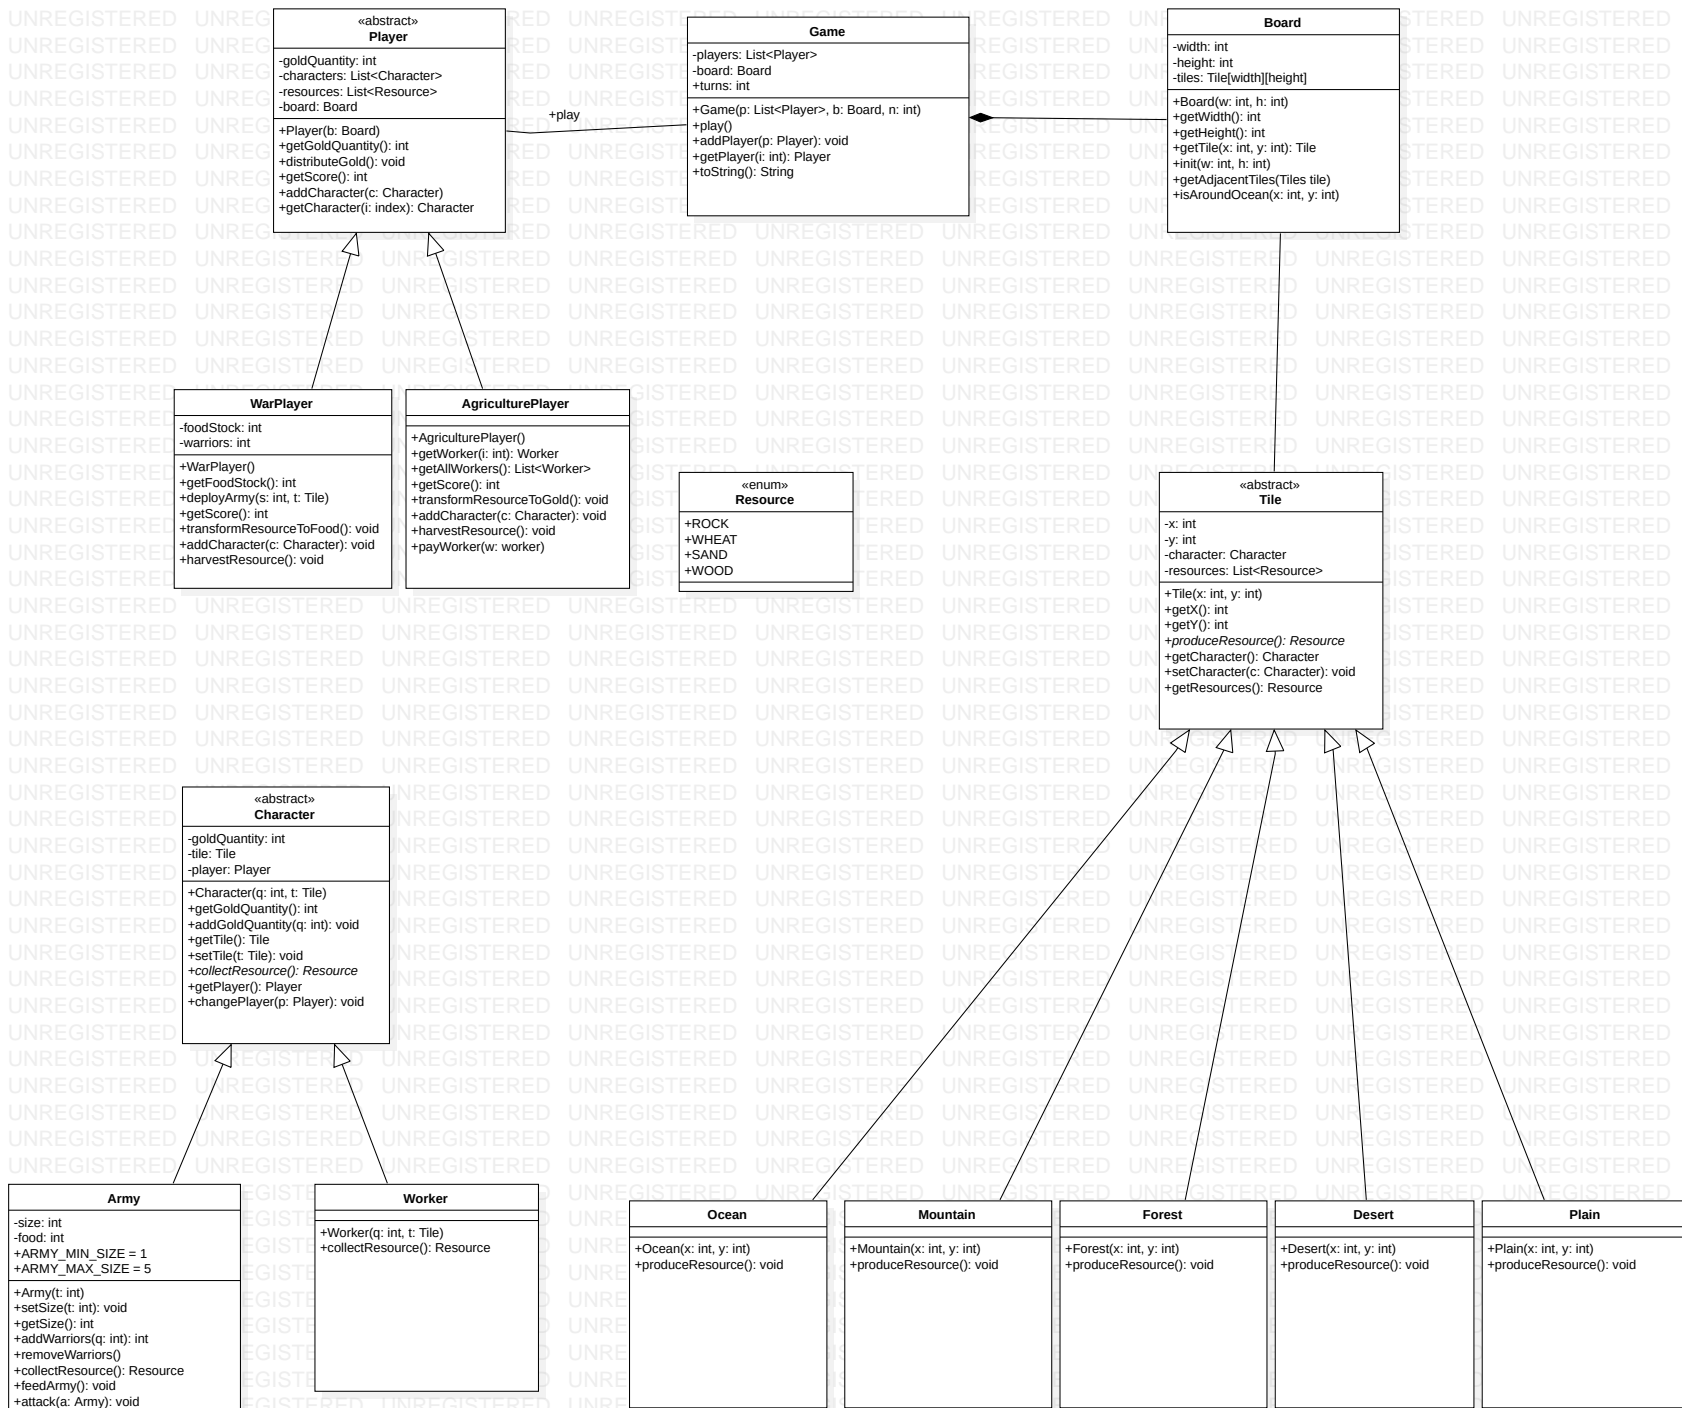 «abstract»
Player
-goldQuantity: int
-characters: List<Character>
-resources: List<Resource>
-board: Board
+Player(b: Board)
+getGoldQuantity(): int
+distributeGold(): void
+getScore(): int
+addCharacter(c: Character)
+getCharacter(i: index): Character
+play
Game
-players: List<Player>
-board: Board
+turns: int
+Game(p: List<Player>, b: Board, n: int)
+play()
+addPlayer(p: Player): void
+getPlayer(i: int): Player
+toString(): String
Board
-width: int
-height: int
-tiles: Tile[width][height]
+Board(w: int, h: int)
+getWidth(): int
+getHeight(): int
+getTile(x: int, y: int): Tile
+init(w: int, h: int)
+getAdjacentTiles(Tiles tile)
+isAroundOcean(x: int, y: int)
WarPlayer
-foodStock: int
-warriors: int
+WarPlayer()
+getFoodStock(): int
+deployArmy(s: int, t: Tile)
+getScore(): int
+transformResourceToFood(): void
+addCharacter(c: Character): void
+harvestResource(): void
AgriculturePlayer
+AgriculturePlayer()
+getWorker(i: int): Worker
+getAllWorkers(): List<Worker>
+getScore(): int
+transformResourceToGold(): void
+addCharacter(c: Character): void
+harvestResource(): void
+payWorker(w: worker)
«enum»
Resource
+ROCK
+WHEAT
+SAND
+WOOD
«abstract»
Tile
-x: int
-y: int
-character: Character
-resources: List<Resource>
+Tile(x: int, y: int)
+getX(): int
+getY(): int
+produceResource(): Resource
+getCharacter(): Character
+setCharacter(c: Character): void
+getResources(): Resource
«abstract»
Character
-goldQuantity: int
-tile: Tile
-player: Player
+Character(q: int, t: Tile)
+getGoldQuantity(): int
+addGoldQuantity(q: int): void
+getTile(): Tile
+setTile(t: Tile): void
+collectResource(): Resource
+getPlayer(): Player
+changePlayer(p: Player): void
Army
-size: int
-food: int
+ARMY_MIN_SIZE = 1
+ARMY_MAX_SIZE = 5
+Army(t: int)
+setSize(t: int): void
+getSize(): int
+addWarriors(q: int): int
+removeWarriors()
+collectResource(): Resource
+feedArmy(): void
+attack(a: Army): void
Worker
+Worker(q: int, t: Tile)
+collectResource(): Resource
Ocean
+Ocean(x: int, y: int)
+produceResource(): void
Mountain
+Mountain(x: int, y: int)
+produceResource(): void
Forest
+Forest(x: int, y: int)
+produceResource(): void
Desert
+Desert(x: int, y: int)
+produceResource(): void
Plain
+Plain(x: int, y: int)
+produceResource(): void